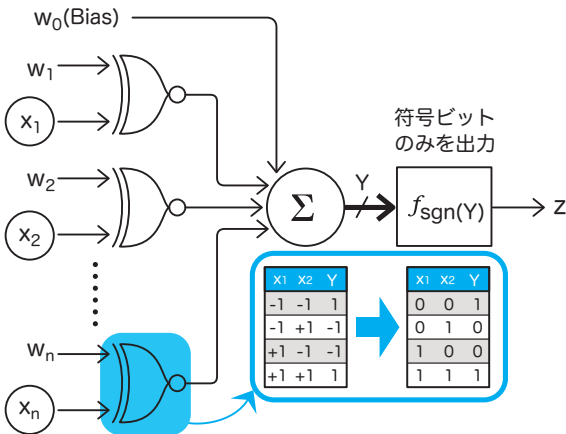 w0(Bias)
w1
x1
符号ビット
のみを出力
w2
x2
Σ
Y
fsgn(Y)
z
wn
xn
x1 x2 Y
-1 -1 1
-1 +1 -1
+1 -1 -1
+1 +1 1
x1 x2 Y
0 0 1
0 1 0
1 0 0
1 1 1